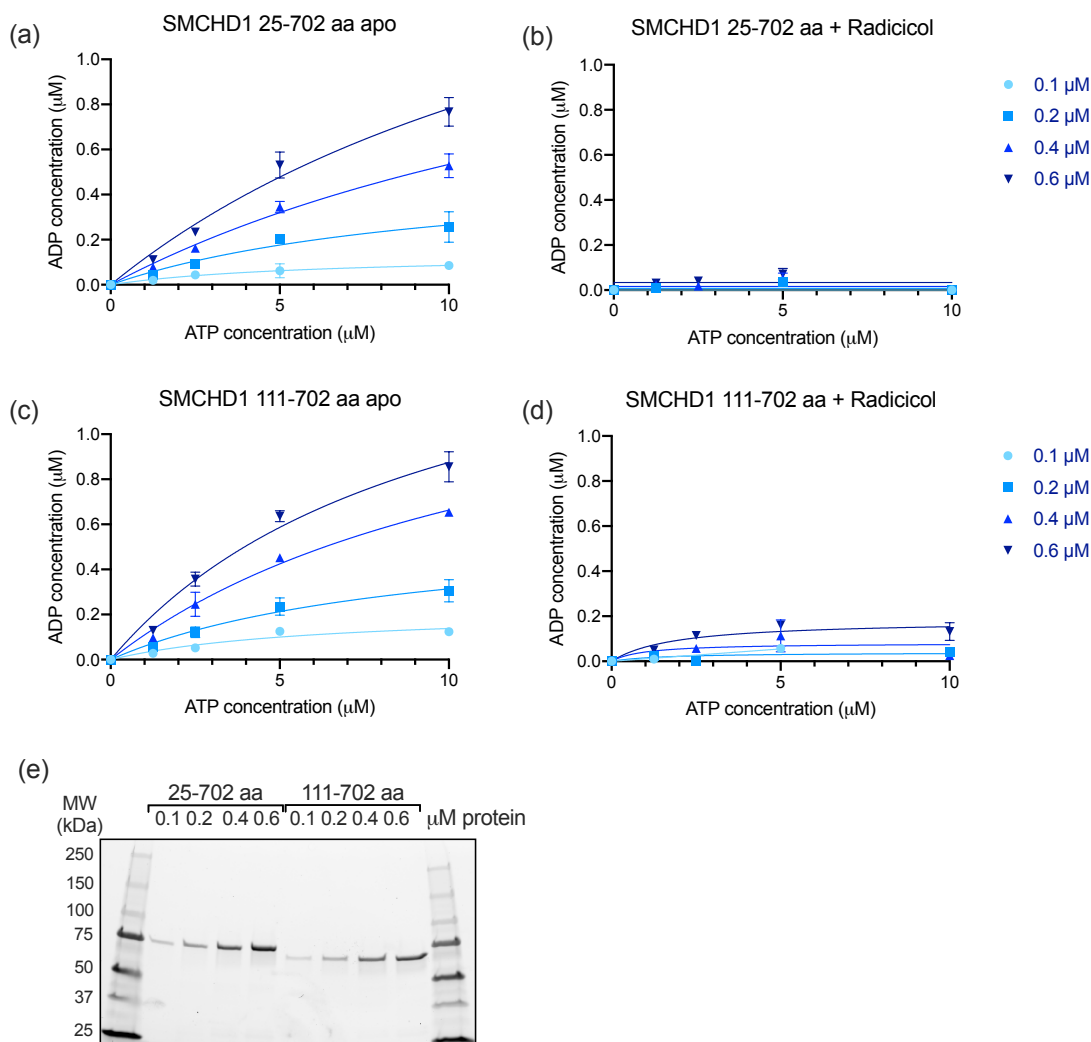 (a)
SMCHD1 25-702 aa apo
1.0
0.8
0.6
0.4
0.2
0.0
0
5
10
ADP concentration (μM)
ATP concentration (μM)
(b)
SMCHD1 25-702 aa + Radicicol
1.0
0.8
0.6
0.4
0.2
0.0
0
5
10
ADP concentration (μM)
ATP concentration (μM)
0.1 μM
0.2 μM
0.4 μM
0.6 μM
(c)
SMCHD1 111-702 aa apo
1.0
0.8
0.6
0.4
0.2
0.0
0
5
10
ADP concentration (μM)
ATP concentration (μM)
(d)
SMCHD1 111-702 aa + Radicicol
1.0
0.8
0.6
0.4
0.2
0.0
0
5
10
ADP concentration (μM)
ATP concentration (μM)
0.1 μM
0.2 μM
0.4 μM
0.6 μM
(e)
25-702 aa 111-702 aa
MW
(kDa)
0.1 0.2 0.4 0.6 0.1 0.2 0.4 0.6 μM protein
250
150
100
75
50
37
25